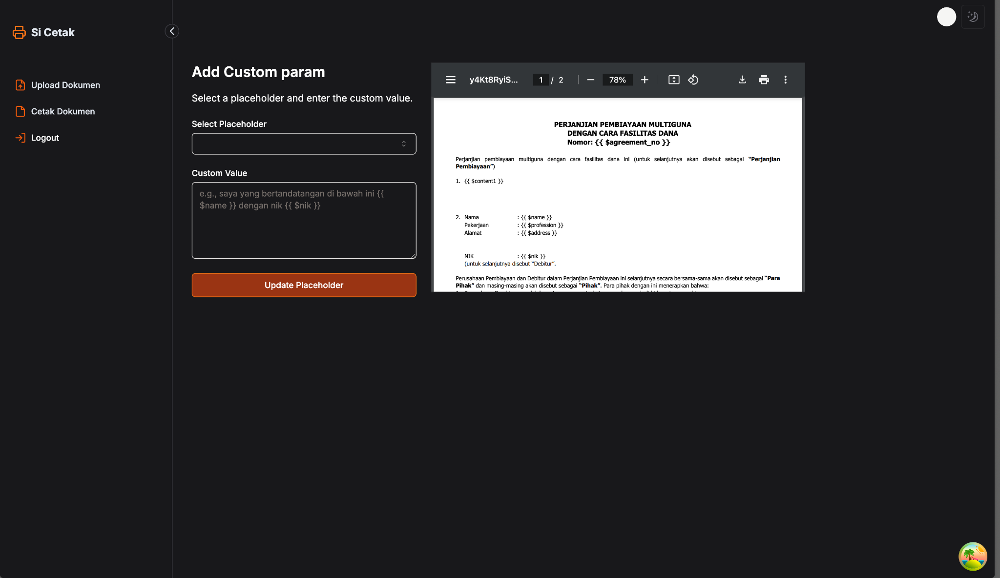 Si Cetak
Upload Dokumen
Cetak Dokumen
Logout
Add Custom param
Select a placeholder and enter the custom value.
Select Placeholder
Custom Value
e.g., saya yang bertandatangan di bawah ini {{
$name }} dengan nik {{ $nik }}
Update Placeholder
y4Kt8RyiS... 1 / 2 78%
PERJANJIAN PEMBIAYAAN MULTIGUNA
DENGAN CARA FASILITAS DANA
Nomor: {{ $agreement_no }}
Perjanjian pembiayaan multiguna dengan cara fasilitas dana ini (untuk selanjutnya akan disebut sebagai “Perjanjian
Pembiayaan”)
1. {{ $content1 }}
2. Nama : {{ $name }}
Pekerjaan : {{ $profession }}
Alamat : {{ $address }}
NIK : {{ $nik }}
(untuk selanjutnya disebut “Debitur”.
Perusahaan Pembiayaan dan Debitur dalam Perjanjian Pembiayaan ini selanjutnya secara bersama-sama akan disebut sebagai “Para
Pihak” dan masing-masing akan disebut sebagai “Pihak”. Para pihak dengan ini menerapkan bahwa: